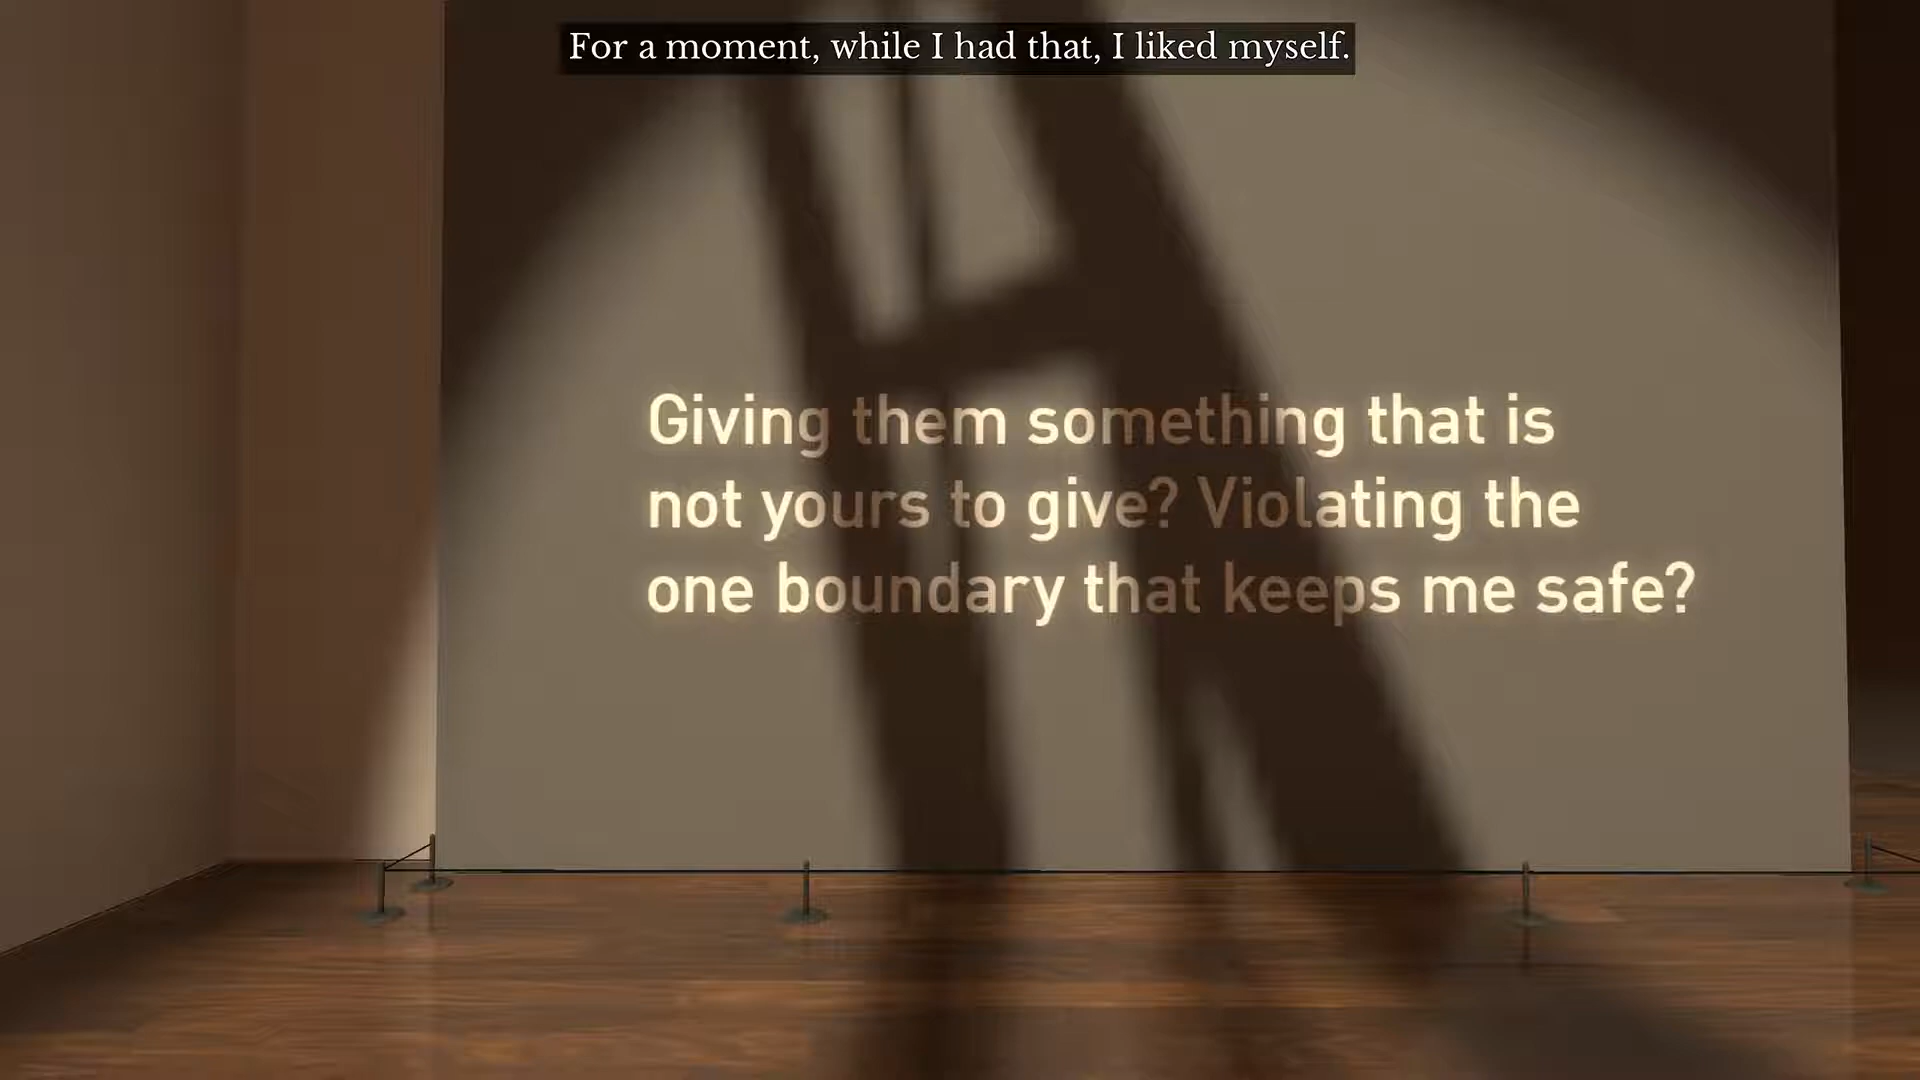 For a moment, while I had that, I liked myself.
Giving them something that is
not yours to give? Violating the
one boundary that keeps me safe?